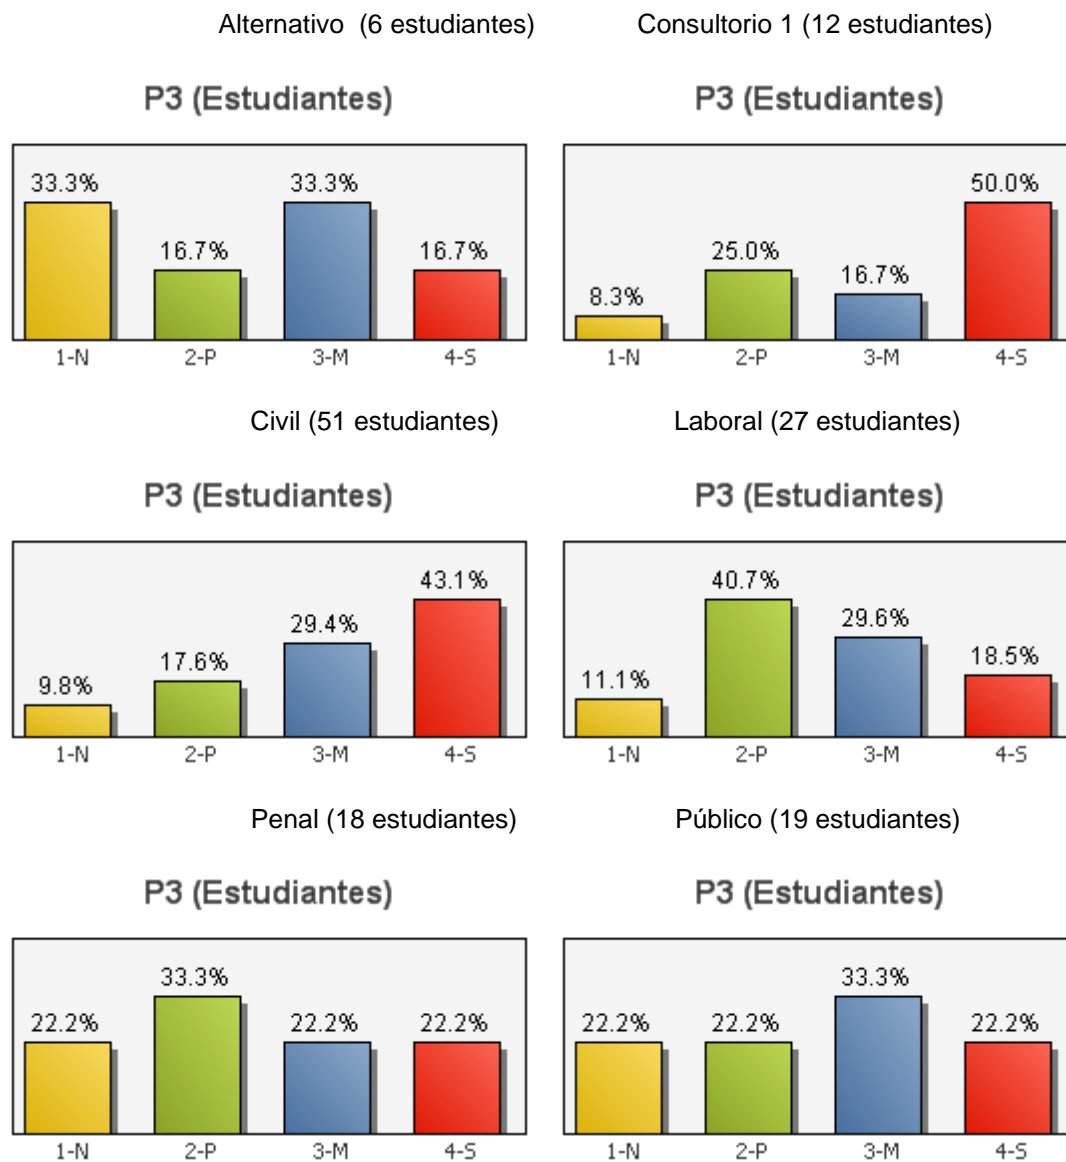 Alternativo (6 estudiantes) Consultorio 1 (12 estudiantes)
P3 (Estudiantes) P3 (Estudiantes)
33.3% 16.7% 33.3% 16.7%
1-N 2-P 3-M 4-S
8.3% 25.0% 16.7% 50.0%
1-N 2-P 3-M 4-S
Civil (51 estudiantes) Laboral (27 estudiantes)
P3 (Estudiantes) P3 (Estudiantes)
9.8% 17.6% 29.4% 43.1%
1-N 2-P 3-M 4-S
11.1% 40.7% 29.6% 18.5%
1-N 2-P 3-M 4-S
Penal (18 estudiantes) Público (19 estudiantes)
P3 (Estudiantes) P3 (Estudiantes)
22.2% 33.3% 22.2% 22.2%
1-N 2-P 3-M 4-S
22.2% 22.2% 33.3% 22.2%
1-N 2-P 3-M 4-S